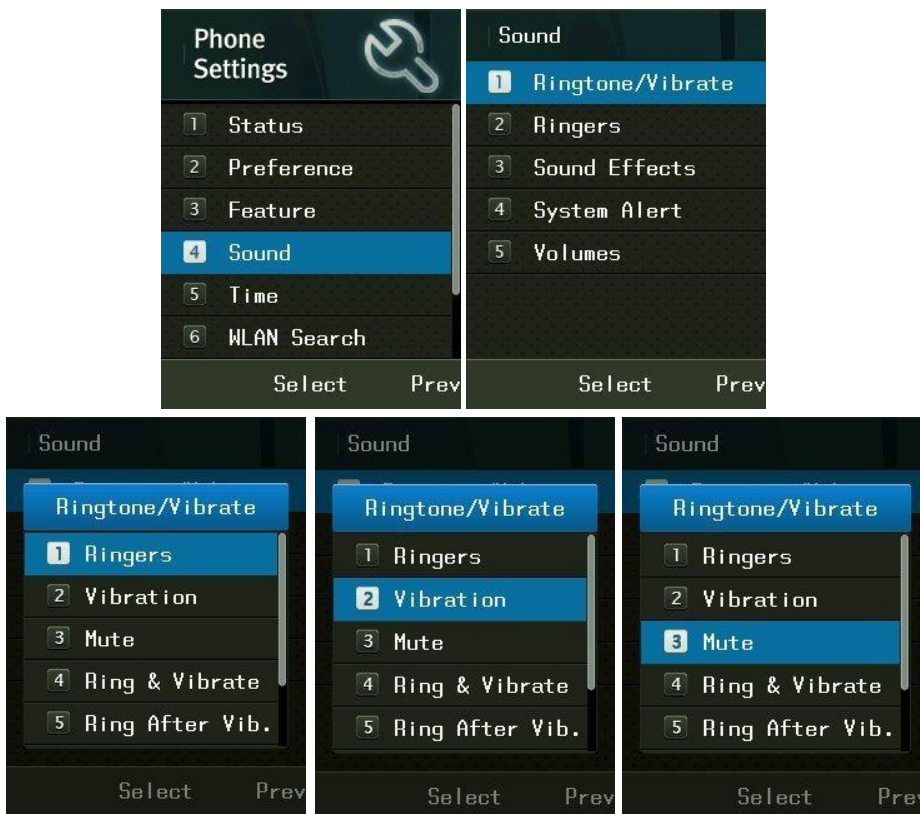 Phone
Settings
1 Status
2 Preference
3 Feature
4 Sound
5 Time
6 WLAN Search
Select Prev
Sound
1 Ringtone/Vibrate
2 Ringers
3 Sound Effects
4 System Alert
5 Volumes
Select Prev
Sound
Ringtone/Vibrate
1 Ringers
2 Vibration
3 Mute
4 Ring & Vibrate
5 Ring After Vib.
Select Prev
Sound
Ringtone/Vibrate
1 Ringers
2 Vibration
3 Mute
4 Ring & Vibrate
5 Ring After Vib.
Select Prev
Sound
Ringtone/Vibrate
1 Ringers
2 Vibration
3 Mute
4 Ring & Vibrate
5 Ring After Vib.
Select Prev